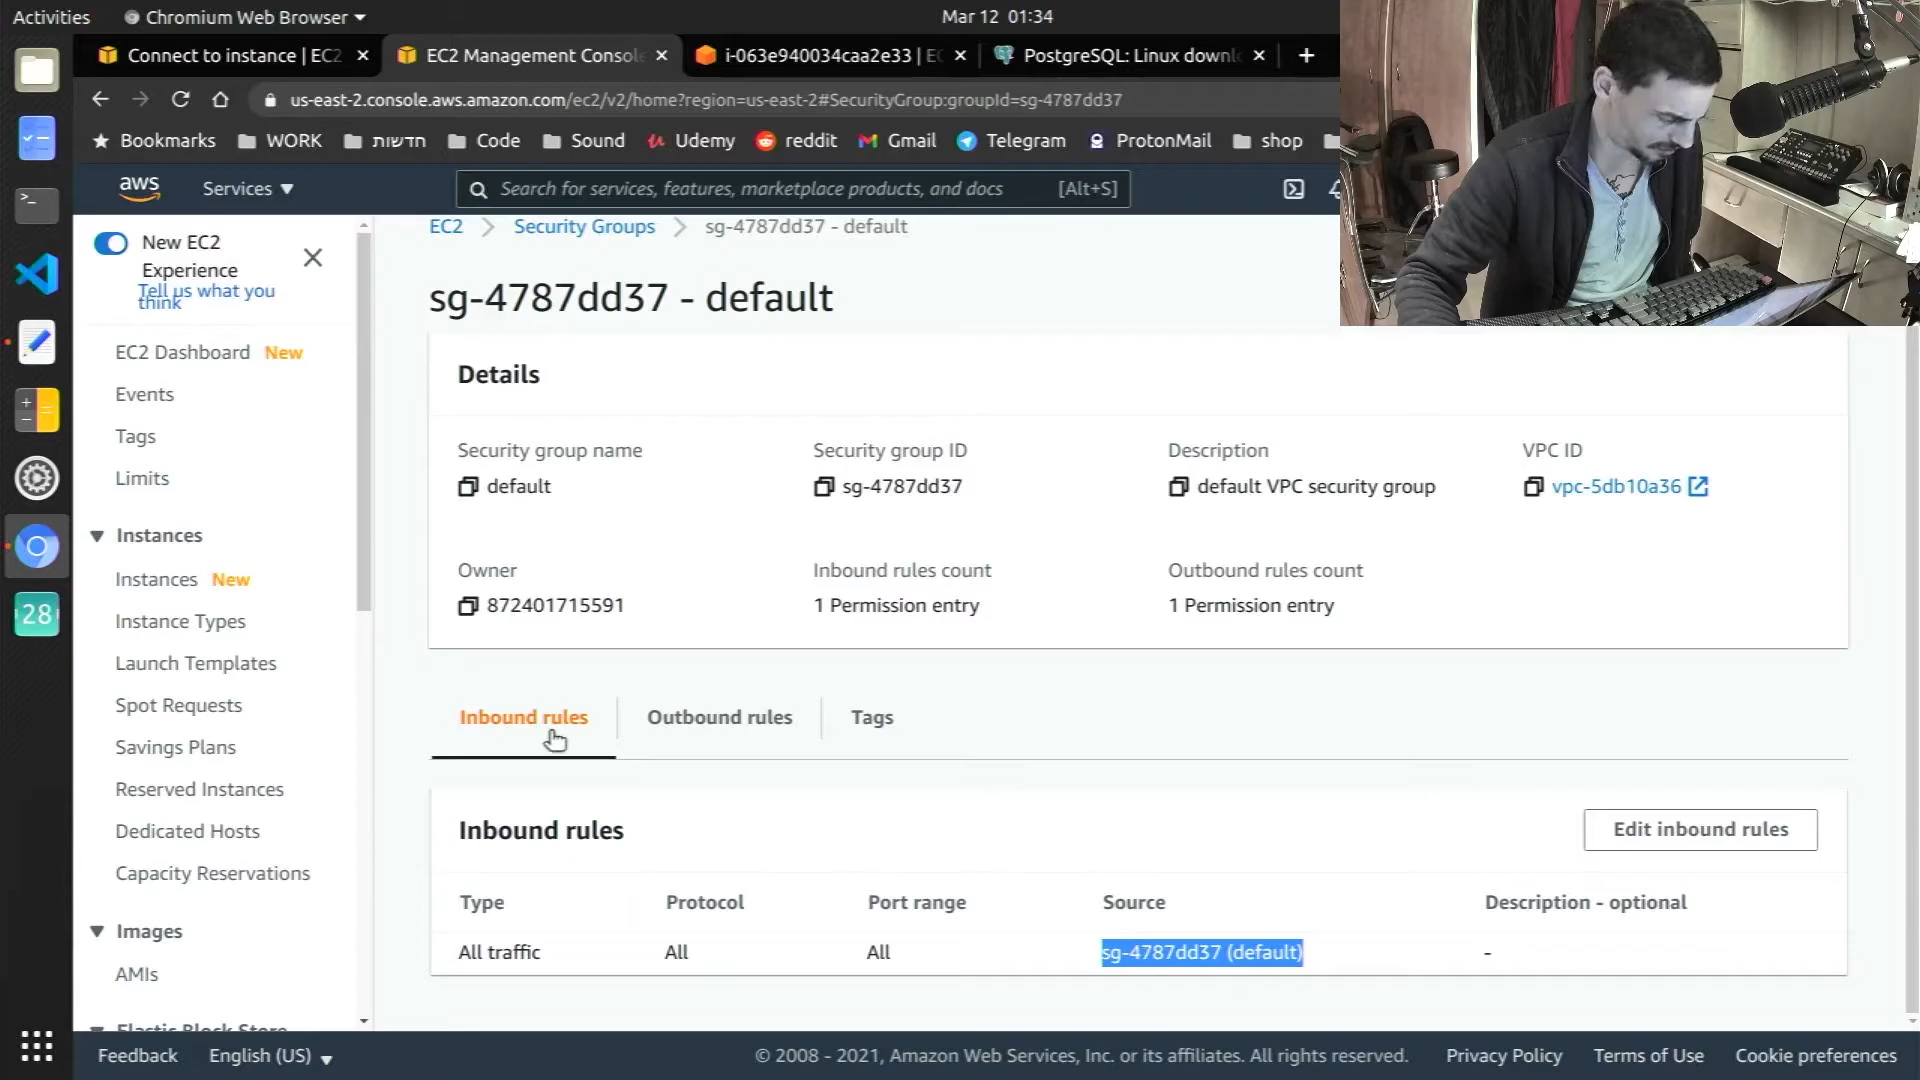 Activities
Chromium Web Browser
Mar 12 01:34
Connect to instance | EC2
EC2 Management Console
i-063e940034caa2e33 | EC
PostgreSQL: Linux downl
us-east-2.console.aws.amazon.com/ec2/v2/home?region=us-east-2#SecurityGroup:groupId=sg-4787dd37
Bookmarks
WORK
חדשות
Code
Sound
Udemy
reddit
Gmail
Telegram
ProtonMail
shop
aws
Services
Search for services, features, marketplace products, and docs
[Alt+S]
New EC2
Experience
Tell us what you
think
EC2 Dashboard New
Events
Tags
Limits
Instances
Instances New
Instance Types
Launch Templates
Spot Requests
Savings Plans
Reserved Instances
Dedicated Hosts
Capacity Reservations
Images
AMIs
Elastic Block Store
28
EC2 > Security Groups > sg-4787dd37 - default
sg-4787dd37 - default
Details
Security group name
default
Security group ID
sg-4787dd37
Description
default VPC security group
VPC ID
vpc-5db10a36
Owner
872401715591
Inbound rules count
1 Permission entry
Outbound rules count
1 Permission entry
Inbound rules
Outbound rules
Tags
Inbound rules
Edit inbound rules
Type Protocol Port range Source Description - optional
All traffic All All sg-4787dd37 (default) -
Feedback
English (US)
© 2008 - 2021, Amazon Web Services, Inc. or its affiliates. All rights reserved.
Privacy Policy
Terms of Use
Cookie preferences